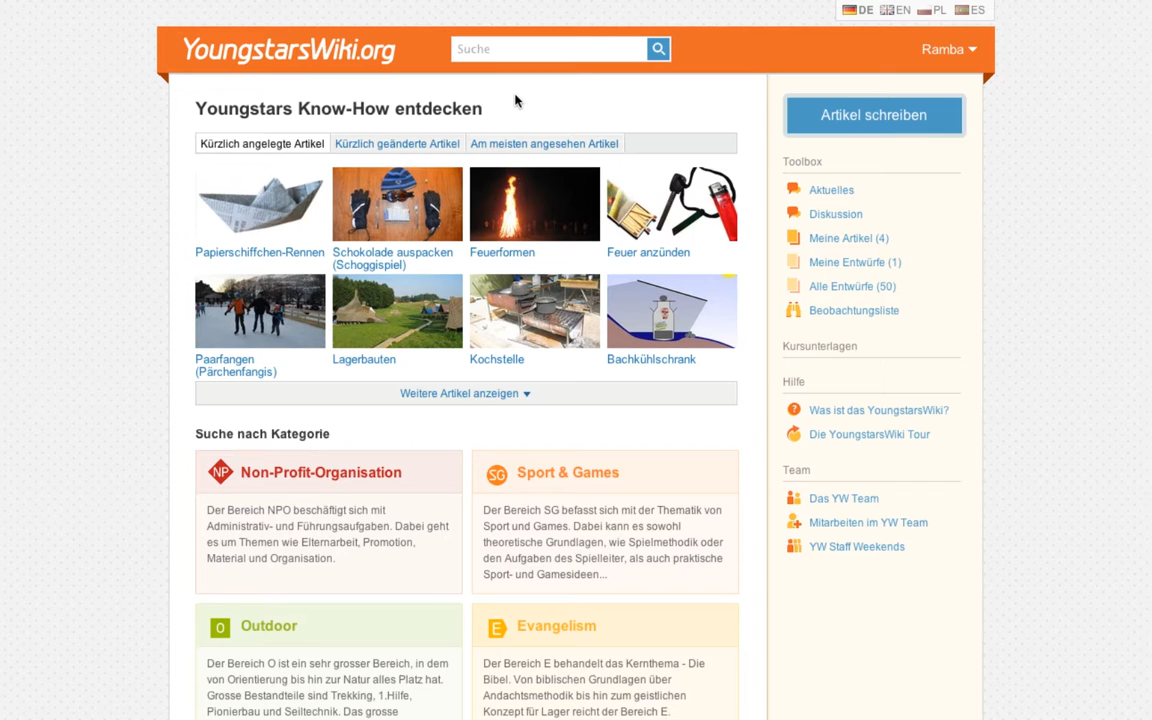 DE EN PL ES
YoungstarsWiki.org
Suche
Ramba
Youngstars Know-How entdecken
Artikel schreiben
Kürzlich angelegte Artikel
Kürzlich geänderte Artikel
Am meisten angesehen Artikel
Papierschiffchen-Rennen
Schokolade auspacken
(Schoggispiel)
Feuerformen
Feuer anzünden
Paarfangen
(Pärchenfangis)
Lagerbauten
Kochstelle
Bachkühlschrank
Weitere Artikel anzeigen
Suche nach Kategorie
NP Non-Profit-Organisation
Der Bereich NPO beschäftigt sich mit
Administrativ- und Führungsaufgaben. Dabei geht
es um Themen wie Elternarbeit, Promotion,
Material und Organisation.
SG Sport & Games
Der Bereich SG befasst sich mit der Thematik von
Sport und Games. Dabei kann es sowohl
theoretische Grundlagen, wie Spielmethodik oder
den Aufgaben des Spielleiter, als auch praktische
Sport- und Gamesideen...
O Outdoor
Der Bereich O ist ein sehr grosser Bereich, in dem
von Orientierung bis hin zur Natur alles Platz hat.
Grosse Bestandteile sind Trekking, 1.Hilfe,
Pionierbau und Seiltechnik. Das grosse
E Evangelism
Der Bereich E behandelt das Kernthema - Die
Bibel. Von biblischen Grundlagen über
Andachtsmethodik bis hin zum geistlichen
Konzept für Lager reicht der Bereich E.
Toolbox
Aktuelles
Diskussion
Meine Artikel (4)
Meine Entwürfe (1)
Alle Entwürfe (50)
Beobachtungsliste
Kursunterlagen
Hilfe
Was ist das YoungstarsWiki?
Die YoungstarsWiki Tour
Team
Das YW Team
Mitarbeiten im YW Team
YW Staff Weekends